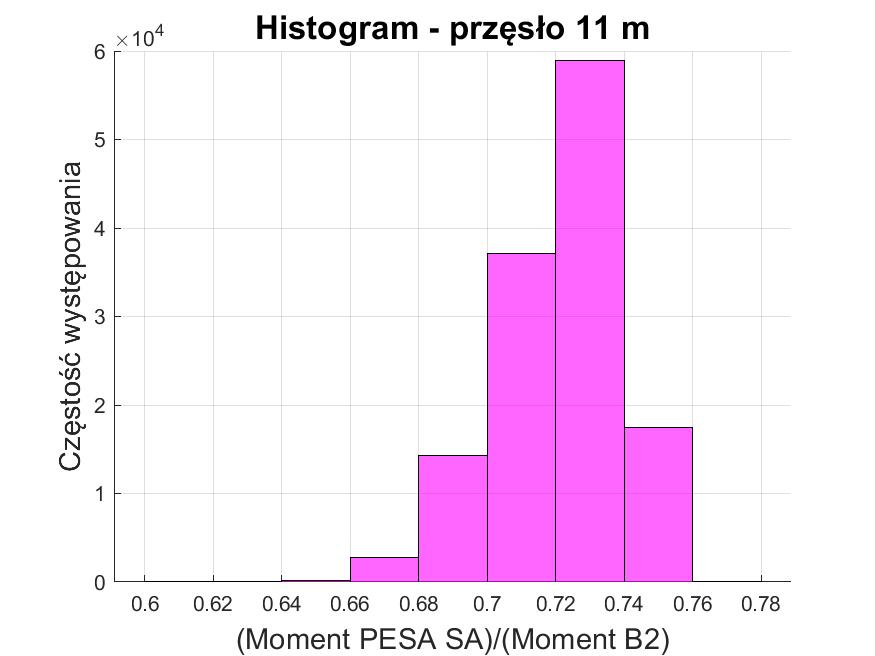 Histogram - przęsło 11 m
×10⁴
6
5
4
3
2
1
0
Częstość występowania
0.6 0.62 0.64 0.66 0.68 0.7 0.72 0.74 0.76 0.78
(Moment PESA SA)/(Moment B2)